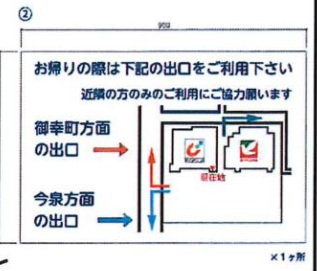 ②
お帰りの際は下記の出口をご利用下さい
近隣の方のみのご利用にご協力願います
御幸町方面
の出口
現在地
今泉方面
の出口
×1ヶ所